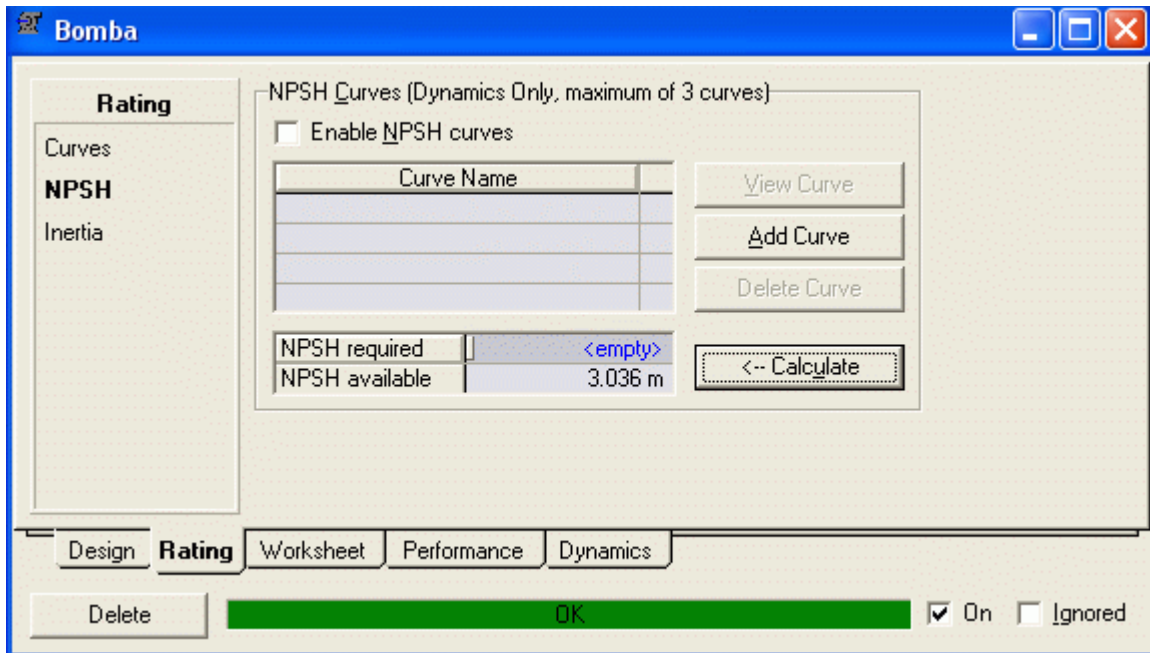 Bomba
Rating
Curves
NPSH
Inertia
NPSH Curves (Dynamics Only, maximum of 3 curves)
Enable NPSH curves
Curve Name
View Curve
Add Curve
Delete Curve
NPSH required <empty>
NPSH available 3.036 m
<-- Calculate
Design Rating Worksheet Performance Dynamics
Delete OK On Ignored